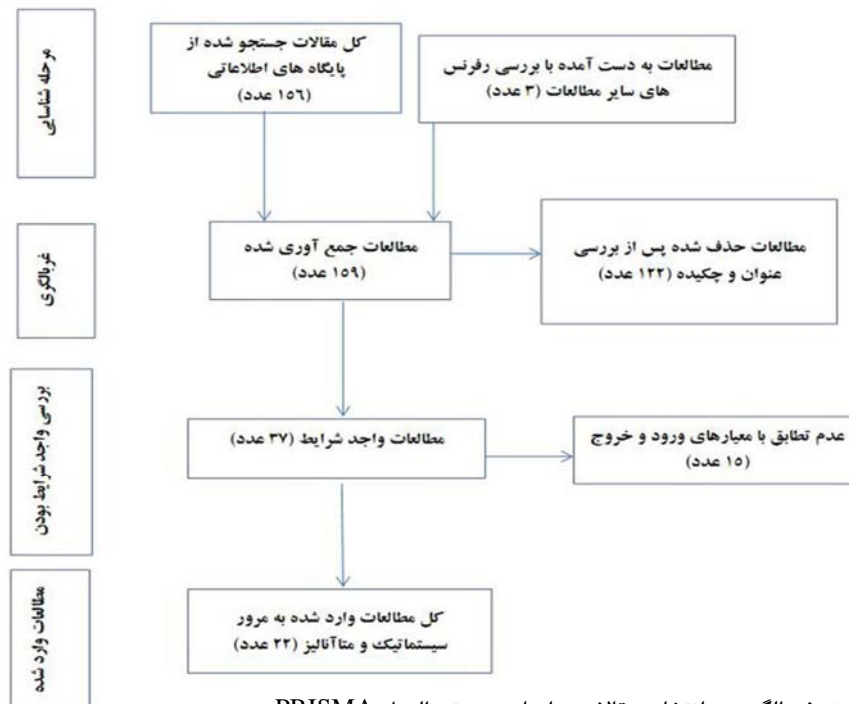 مرحله شناسایی
کل مقالات جستجو شده از
پایگاه های اطلاعاتی
(۱۵۶ عدد)
مطالعات به دست آمده با بررسی رفرنس
های سایر مطالعات (۳ عدد)
غربالگری
مطالعات جمع آوری شده
(۱۵۹ عدد)
مطالعات حذف شده پس از بررسی
عنوان و چکیده (۱۲۲ عدد)
بررسی واجد شرایط بودن
مطالعات واجد شرایط (۳۷ عدد)
عدم تطابق با معیارهای ورود و خروج
(۱۵ عدد)
مطالعات وارد شده
کل مطالعات وارد شده به مرور
سیستماتیک و متاآنالیز (۲۲ عدد)
PRISMA